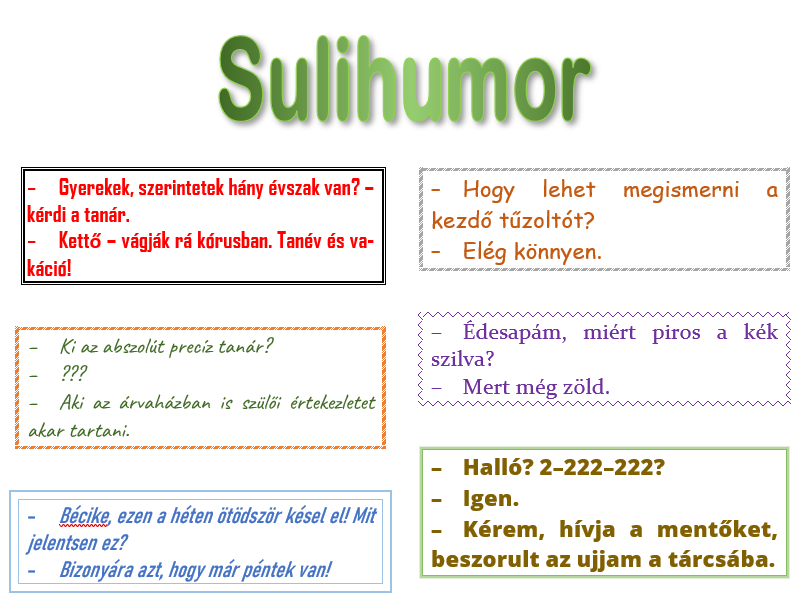 Sulihumor
– Gyerekek, szerintetek hány évszak van? –
kérdi a tanár.
– Kettő – vágják rá kórusban. Tanév és va-
káció!
– Ki az abszolút precíz tanár?
– ???
– Aki az árvaházban is szülői értekezletet
akar tartani.
– Bécike, ezen a héten ötödször késel el! Mit
jelentsen ez?
– Bizonyára azt, hogy már péntek van!
– Hogy lehet megismerni a
kezdő tűzoltót?
– Elég könnyen.
– Édesapám, miért piros a kék
szilva?
– Mert még zöld.
– Halló? 2–222–222?
– Igen.
– Kérem, hívja a mentőket,
beszorult az ujjam a tárcsába.